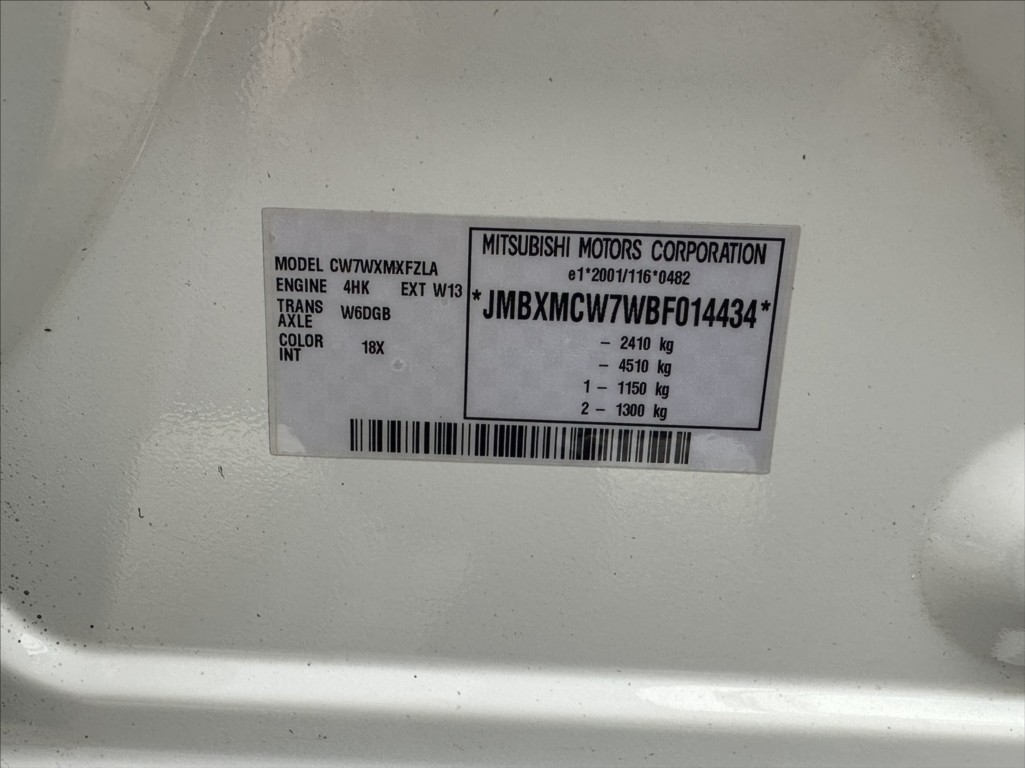 MODEL CW7WXMXFZLA
ENGINE 4HK EXT W13
TRANS AXLE W6DGB
COLOR INT 18X
MITSUBISHI MOTORS CORPORATION
e1*2001/116*0482
*JMBXMCW7WBF014434*
– 2410 kg
– 4510 kg
1 – 1150 kg
2 – 1300 kg